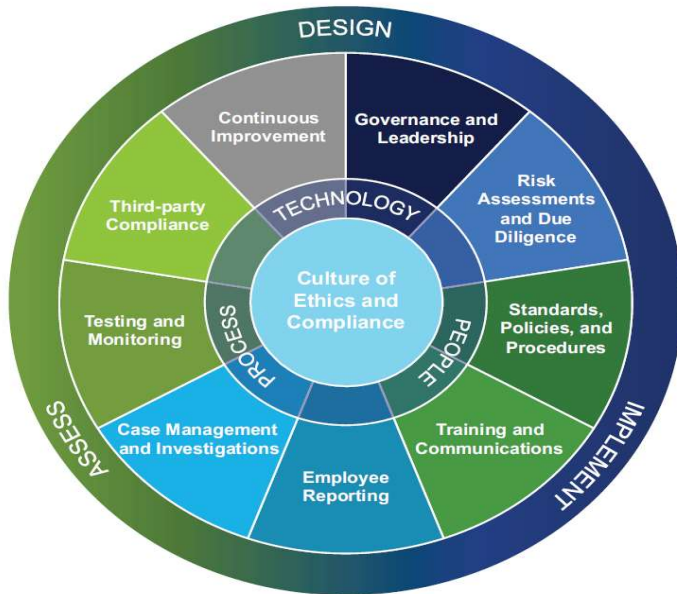 DESIGN
Continuous
Improvement
Governance and
Leadership
Risk
Assessments
and Due
Diligence
Third-party
Compliance
TECHNOLOGY
Culture of
Ethics and
Compliance
Testing and
Monitoring
PROCESS
PEOPLE
Standards,
Policies, and
Procedures
Case Management
and Investigations
Employee
Reporting
Training and
Communications
ASSESS
IMPLEMENT